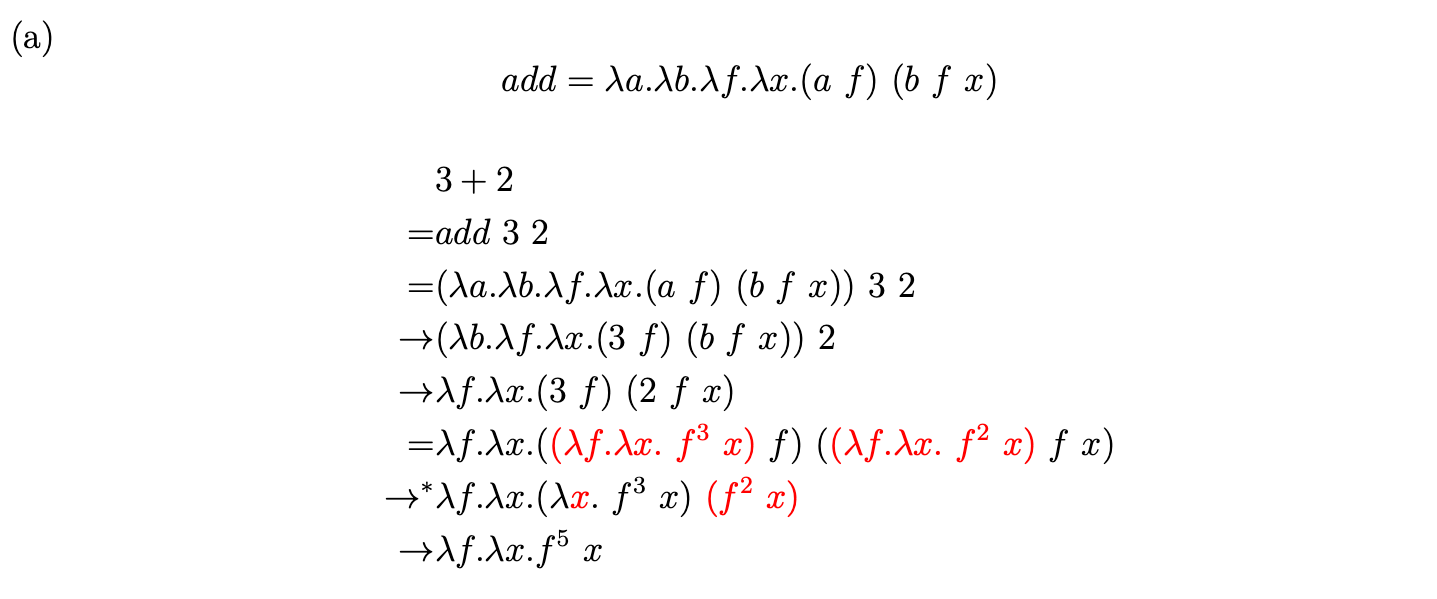 (a)
add = λa.λb.λf.λx.(a f) (b f x)
3 + 2
=add 3 2
=(λa.λb.λf.λx.(a f) (b f x)) 3 2
→(λb.λf.λx.(3 f) (b f x)) 2
→λf.λx.(3 f) (2 f x)
=λf.λx.((λf.λx. f³ x) f) ((λf.λx. f² x) f x)
→*λf.λx.(λx. f³ x) (f² x)
→λf.λx.f⁵ x